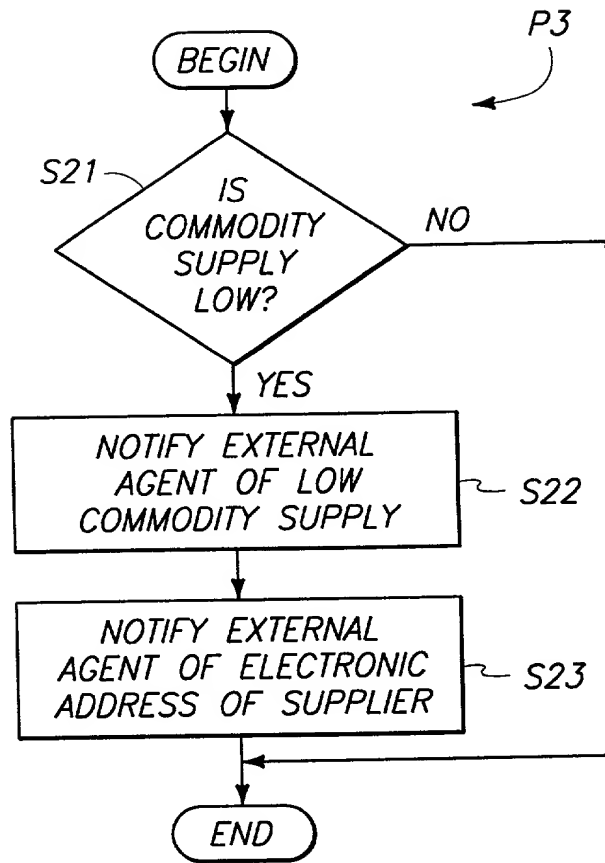 P3
BEGIN
S21
IS
COMMODITY
SUPPLY
LOW?
NO
YES
NOTIFY EXTERNAL
AGENT OF LOW
COMMODITY SUPPLY
S22
NOTIFY EXTERNAL
AGENT OF ELECTRONIC
ADDRESS OF SUPPLIER
S23
END